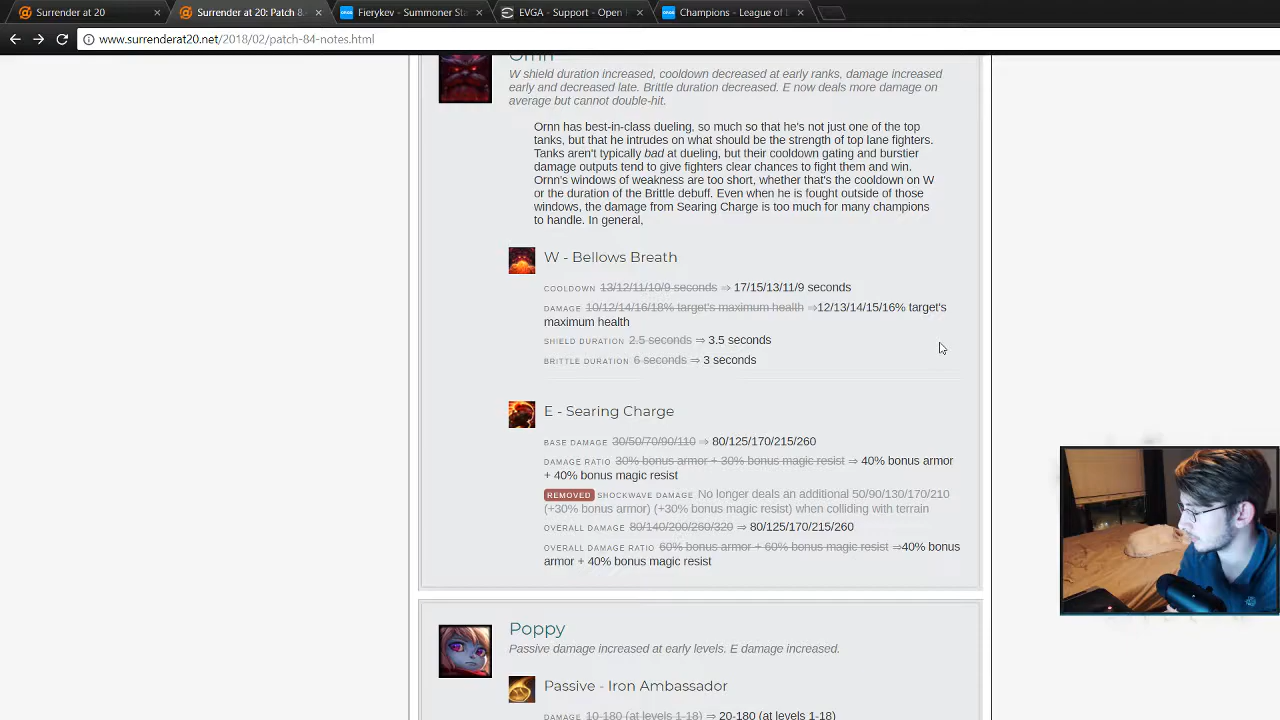 Surrender at 20
Surrender at 20: Patch 8.
Fierykev - Summoner Sta
EVGA - Support - Open
Champions - League of L
www.surrenderat20.net/2018/02/patch-84-notes.html
Ornn
W shield duration increased, cooldown decreased at early ranks, damage increased
early and decreased late. Brittle duration decreased. E now deals more damage on
average but cannot double-hit.
Ornn has best-in-class dueling, so much so that he's not just one of the top
tanks, but that he intrudes on what should be the strength of top lane fighters.
Tanks aren't typically bad at dueling, but their cooldown gating and burstier
damage outputs tend to give fighters clear chances to fight them and win.
Ornn's windows of weakness are too short, whether that's the cooldown on W
or the duration of the Brittle debuff. Even when he is fought outside of those
windows, the damage from Searing Charge is too much for many champions
to handle. In general,
W - Bellows Breath
COOLDOWN 13/12/11/10/9 seconds ⇒ 17/15/13/11/9 seconds
DAMAGE 10/12/14/16/18% target's maximum health ⇒12/13/14/15/16% target's
maximum health
SHIELD DURATION 2.5 seconds ⇒ 3.5 seconds
BRITTLE DURATION 6 seconds ⇒ 3 seconds
E - Searing Charge
BASE DAMAGE 30/50/70/90/110 ⇒ 80/125/170/215/260
DAMAGE RATIO 30% bonus armor + 30% bonus magic resist ⇒ 40% bonus armor
+ 40% bonus magic resist
REMOVED SHOCKWAVE DAMAGE No longer deals an additional 50/90/130/170/210
(+30% bonus armor) (+30% bonus magic resist) when colliding with terrain
OVERALL DAMAGE 80/140/200/260/320 ⇒ 80/125/170/215/260
OVERALL DAMAGE RATIO 60% bonus armor + 60% bonus magic resist ⇒40% bonus
armor + 40% bonus magic resist
Poppy
Passive damage increased at early levels. E damage increased.
Passive - Iron Ambassador
DAMAGE 10-180 (at levels 1-18) ⇒ 20-180 (at levels 1-18)